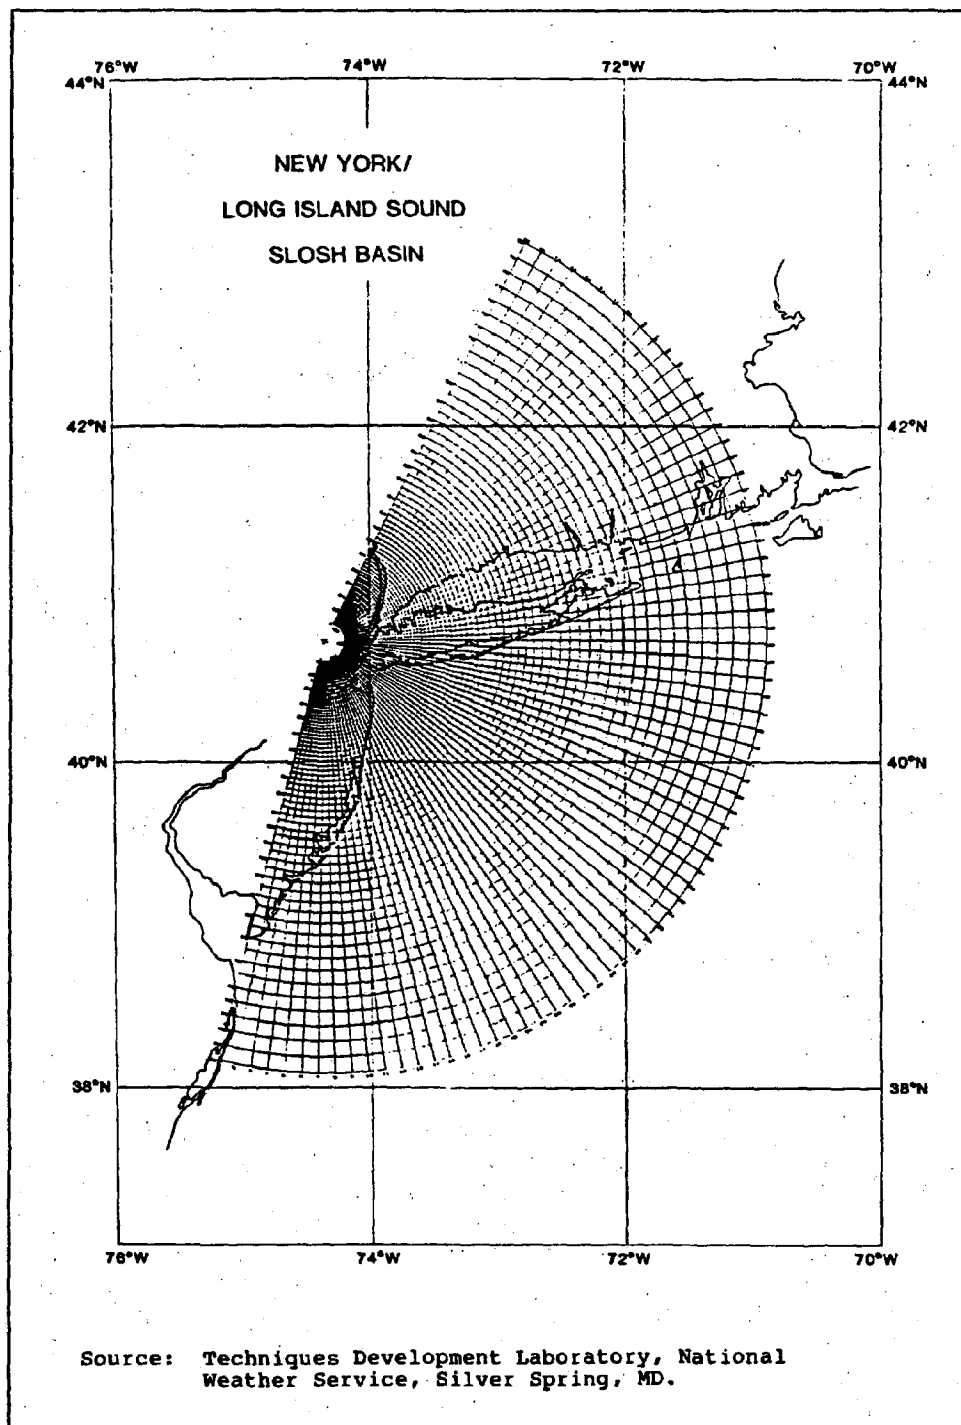 76°W 74°W 72°W 70°W
44°N 44°N
NEW YORK/
LONG ISLAND SOUND
SLOSH BASIN
42°N 42°N
40°N 40°N
38°N 38°N
76°W 74°W 72°W 70°W
Source: Techniques Development Laboratory, National
Weather Service, Silver Spring, MD.